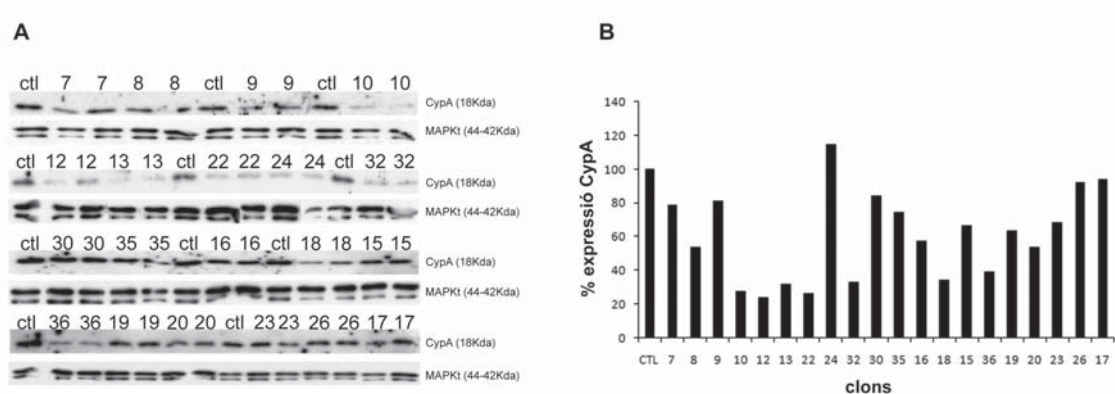 A
ctl 7 7 8 8 ctl 9 9 ctl 10 10
CypA (18Kda)
MAPKt (44-42Kda)
ctl 12 12 13 13 ctl 22 22 24 24 ctl 32 32
CypA (18Kda)
MAPKt (44-42Kda)
ctl 30 30 35 35 ctl 16 16 ctl 18 18 15 15
CypA (18Kda)
MAPKt (44-42Kda)
ctl 36 36 19 19 20 20 ctl 23 23 26 26 17 17
CypA (18Kda)
MAPKt (44-42Kda)
B
% expressió CypA
140
120
100
80
60
40
20
0
CTL 7 8 9 10 12 13 22 24 32 30 35 16 18 15 36 19 20 23 26 17
clons